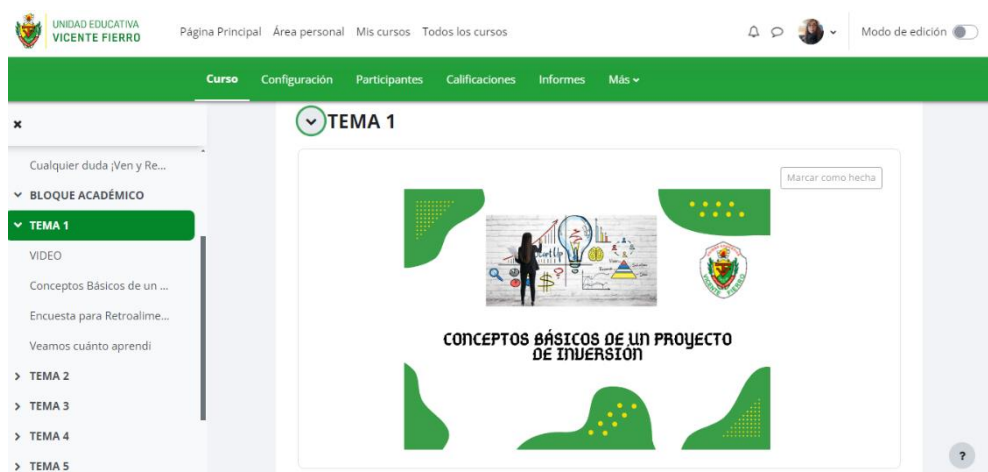 UNIDAD EDUCATIVA
VICENTE FIERRO
Página Principal Área personal Mis cursos Todos los cursos
Modo de edición
Curso Configuración Participantes Calificaciones Informes Más
TEMA 1
Marcar como hecha
Cualquier duda ¡Ven y Re...
BLOQUE ACADÉMICO
TEMA 1
VIDEO
Conceptos Básicos de un ...
Encuesta para Retroalime...
Veamos cuánto aprendi
TEMA 2
TEMA 3
TEMA 4
TEMA 5
StartUp
VICENTE FIERRO
CONCEPTOS BÁSICOS DE UN PROYECTO
DE INVERSIÓN
?